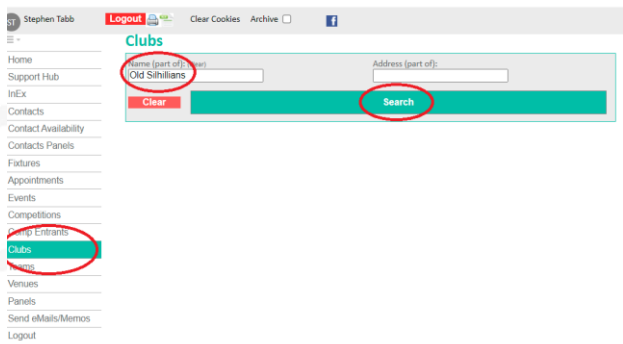 ST Stephen Tabb Logout Clear Cookies Archive f
Clubs
Name (part of): (clear) Address (part of):
Old Silhillians
Clear Search
Home
Support Hub
InEx
Contacts
Contact Availability
Contacts Panels
Fixtures
Appointments
Events
Competitions
Comp Entrants
Clubs
Teams
Venues
Panels
Send eMails/Memos
Logout